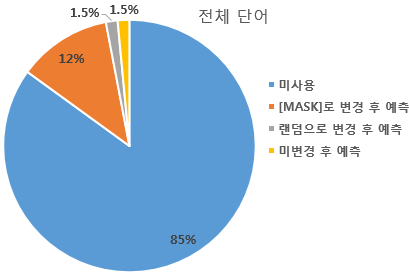 전체 단어
1.5%
1.5%
12%
85%
미사용
[MASK]로 변경 후 예측
랜덤으로 변경 후 예측
미변경 후 예측